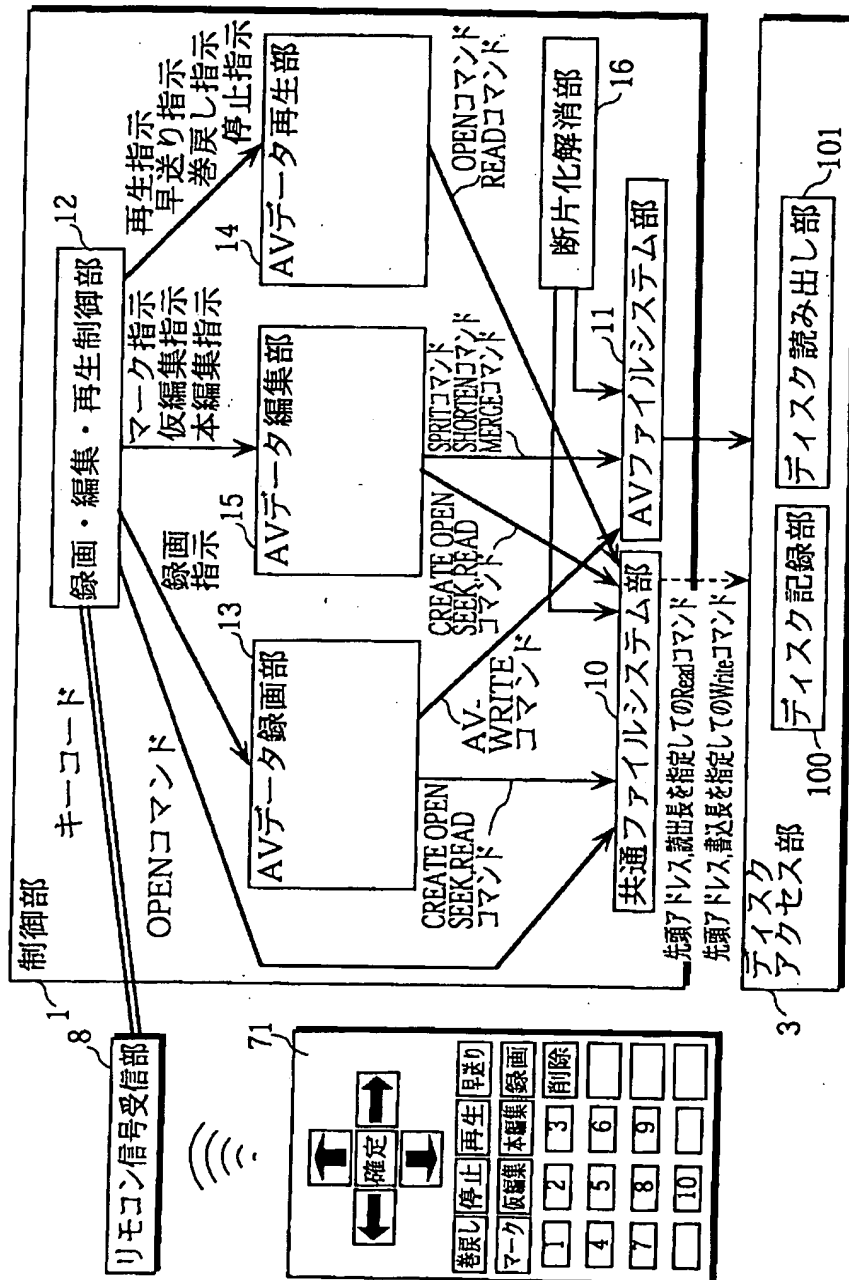 制御部
1
リモコン信号受信部
8
キーコード
OPENコマンド
録画・編集・再生制御部
12
録画
指示
マーク指示
仮編集指示
本編集指示
再生指示
早送り指示
巻戻し指示
停止指示
AVデータ録画部
13
AVデータ編集部
15
AVデータ再生部
14
CREATE OPEN
SEEK,READ
コマンド
AV-
WRITE
コマンド
CREATE OPEN
SEEK,READ
コマンド
SPRITコマンド
SHORTENコマンド
MERGEコマンド
OPENコマンド
READコマンド
断片化解消部
16
共通ファイルシステム部
10
AVファイルシステム部
11
先頭アドレス,読出長を指定してのReadコマンド
先頭アドレス,書込長を指定してのWriteコマンド
ディスク
アクセス部
3
ディスク記録部
100
ディスク読み出し部
101
71
確定
巻戻し 停止 再生 早送り
マーク 仮編集 本編集 録画
1 2 3 削除
4 5 6
7 8 9
10